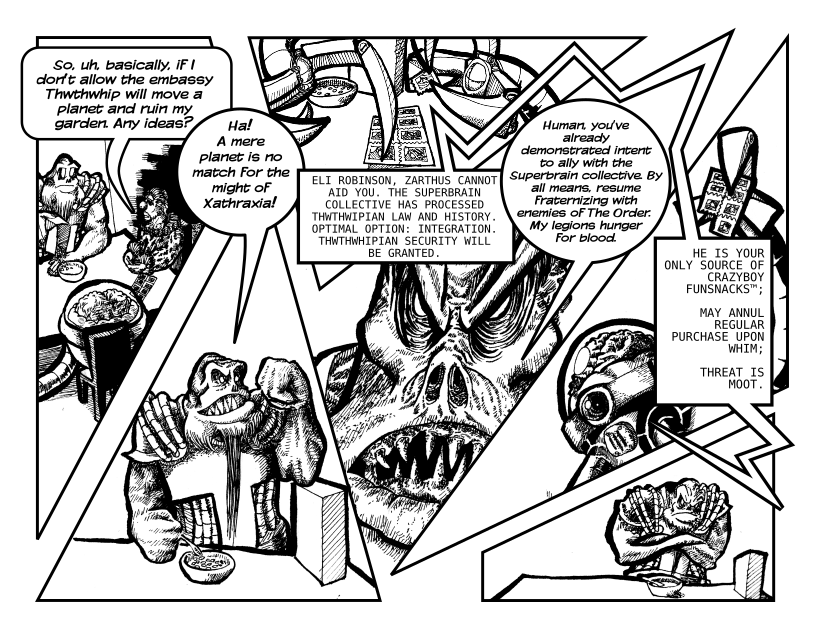 So, uh, basically, if I
don't allow the embassy
Thwthwhip will move a
planet and ruin my
garden. Any ideas?
Ha!
A mere
planet is no
match for the
might of
Xathraxia!
ELI ROBINSON, ZARTHUS CANNOT
AID YOU. THE SUPERBRAIN
COLLECTIVE HAS PROCESSED
THWTHWIPIAN LAW AND HISTORY.
OPTIMAL OPTION: INTEGRATION.
THWTHWHIPIAN SECURITY WILL
BE GRANTED.
Human, you've
already
demonstrated intent
to ally with the
Superbrain collective. By
all means, resume
fraternizing with
enemies of The Order.
My legions hunger
for blood.
HE IS YOUR
ONLY SOURCE OF
CRAZYBOY
FUNSNACKS™;
MAY ANNUL
REGULAR
PURCHASE UPON
WHIM;
THREAT IS
MOOT.